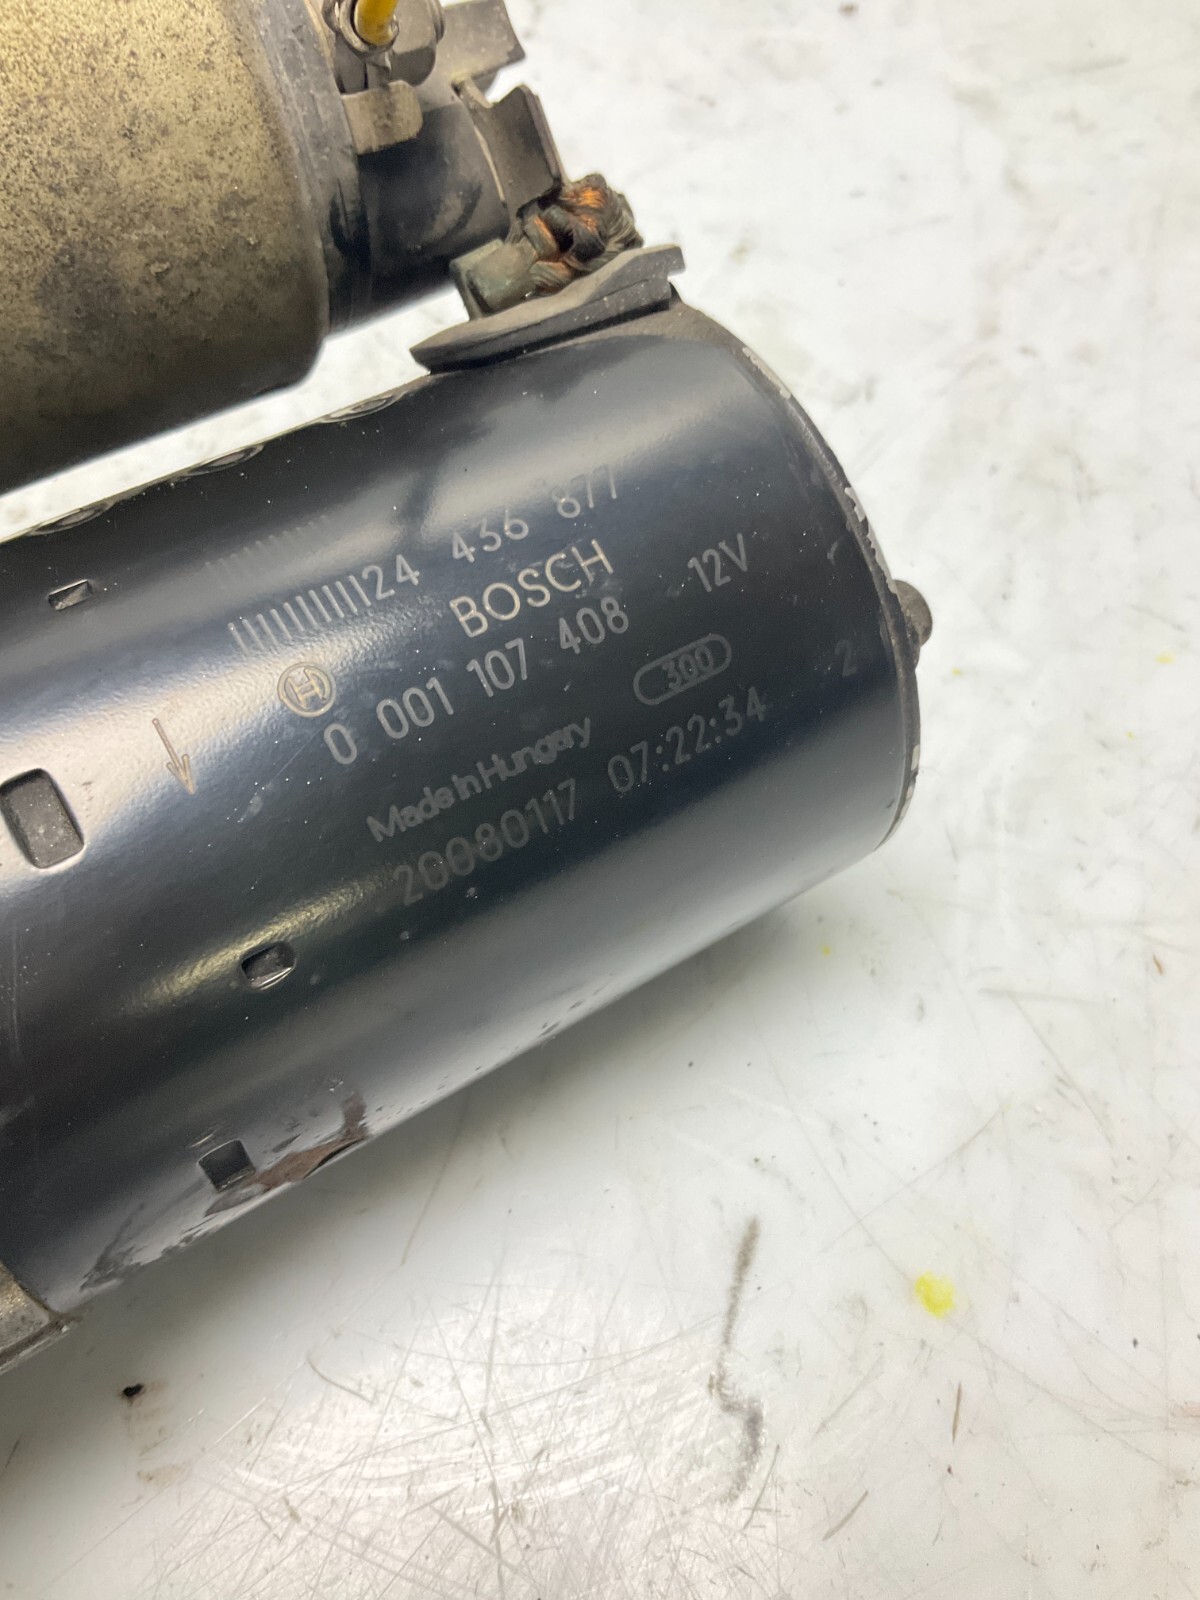 24 436 877
BOSCH
0 001 107 408 12V
Made in Hungary 300
20080117 07:22:34 2